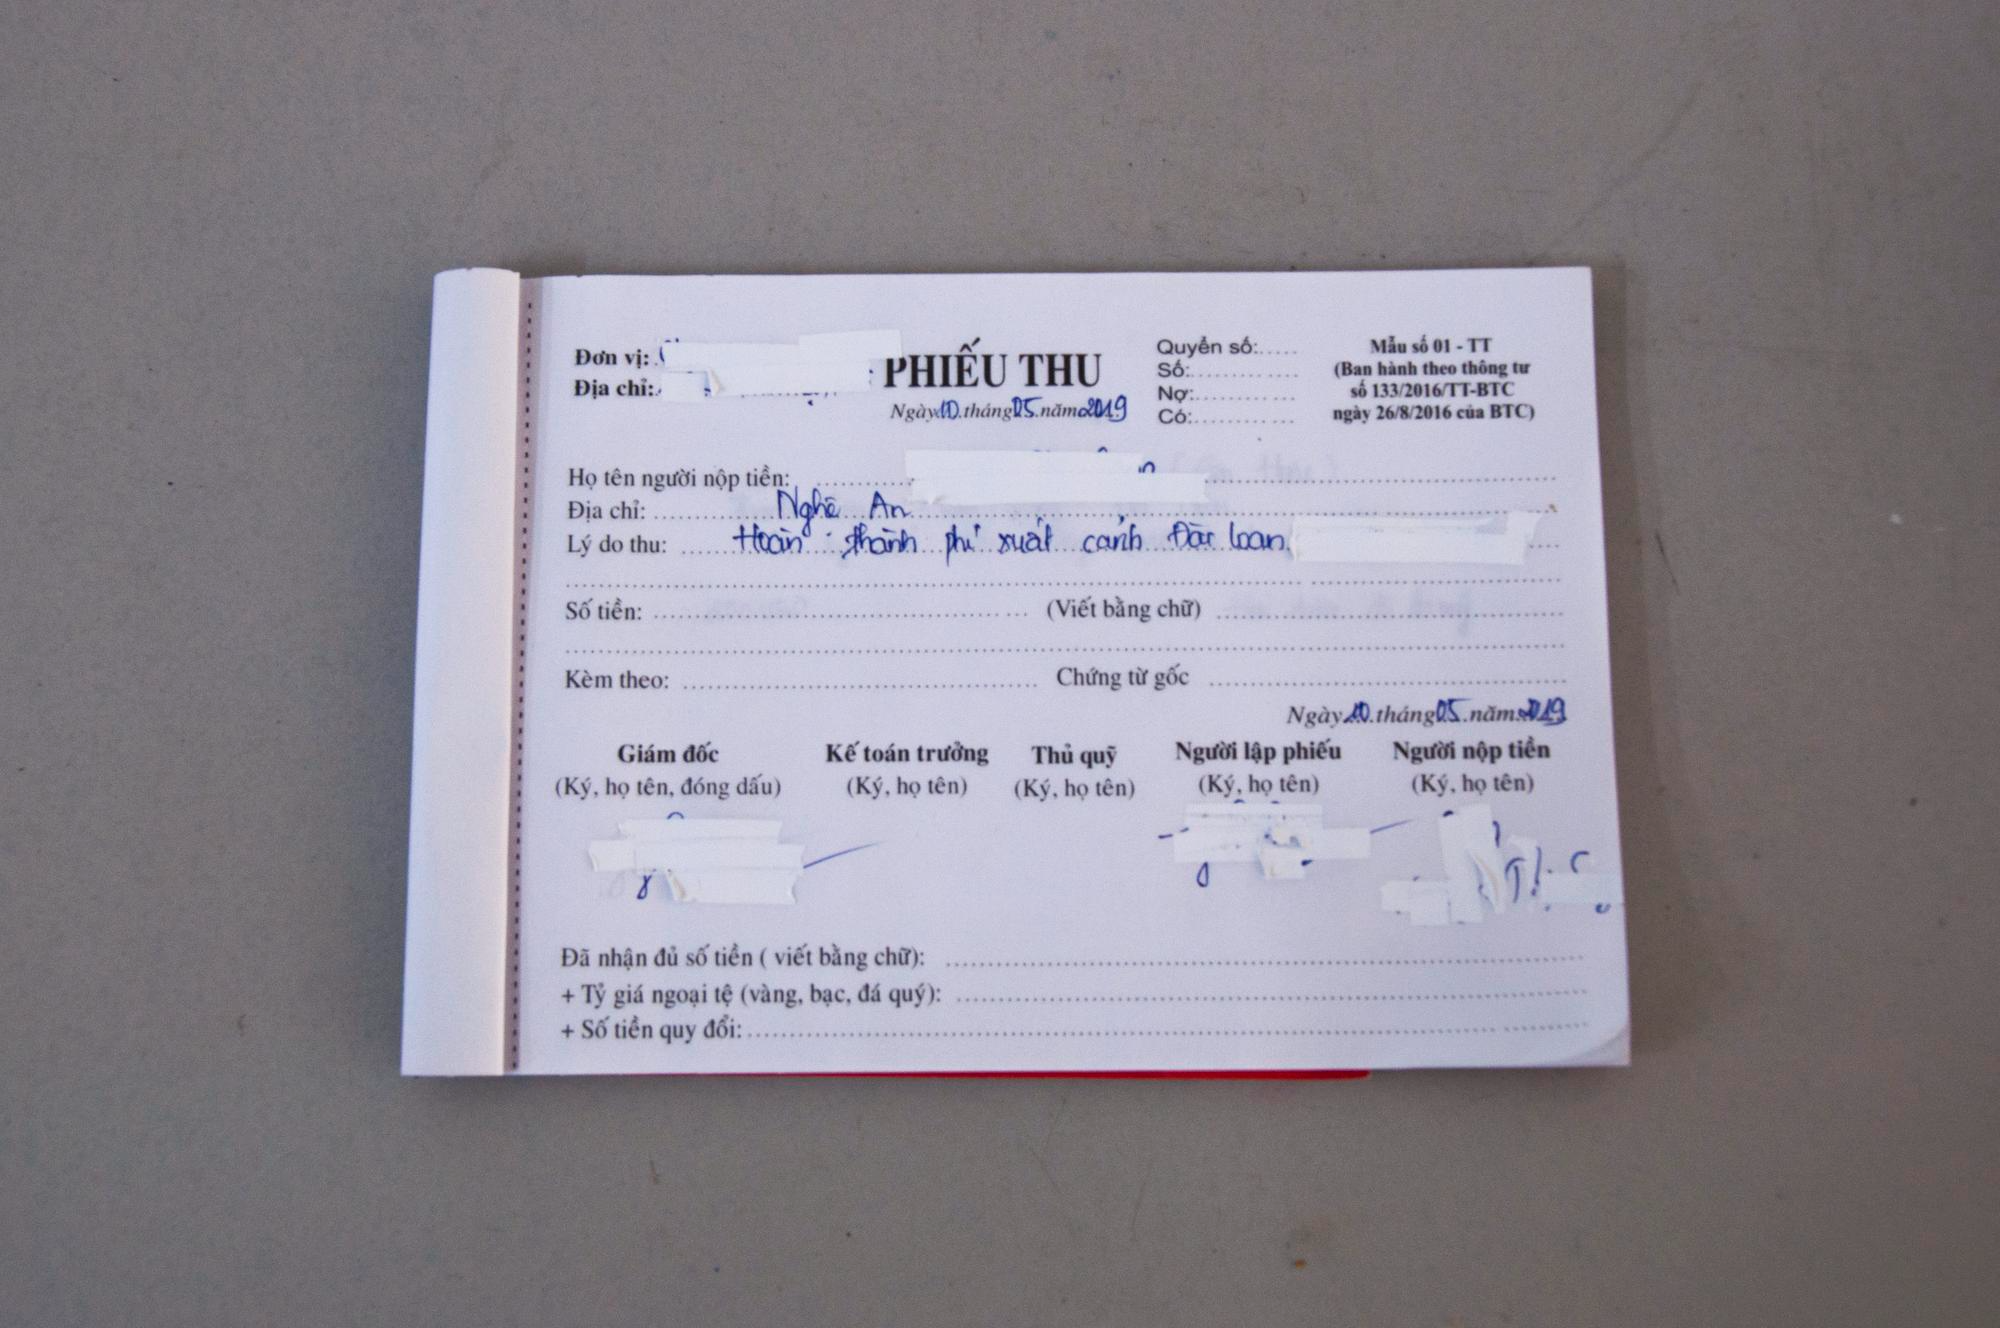 Đơn vị:
Địa chỉ:
PHIẾU THU
Ngày 10 tháng 05 năm 2019
Quyển số:
Số:
Nợ:
Có:
Mẫu số 01 - TT
(Ban hành theo thông tư
số 133/2016/TT-BTC
ngày 26/8/2016 của BTC)
Họ tên người nộp tiền:
Địa chỉ: Nghệ An
Lý do thu: Hoàn thành phí xuất cảnh Đài Loan
Số tiền: (Viết bằng chữ)
Kèm theo: Chứng từ gốc
Ngày 10 tháng 05 năm 2019
Giám đốc Kế toán trưởng Thủ quỹ Người lập phiếu Người nộp tiền
(Ký, họ tên, đóng dấu) (Ký, họ tên) (Ký, họ tên) (Ký, họ tên) (Ký, họ tên)
Đã nhận đủ số tiền ( viết bằng chữ):
+ Tỷ giá ngoại tệ (vàng, bạc, đá quý):
+ Số tiền quy đổi: